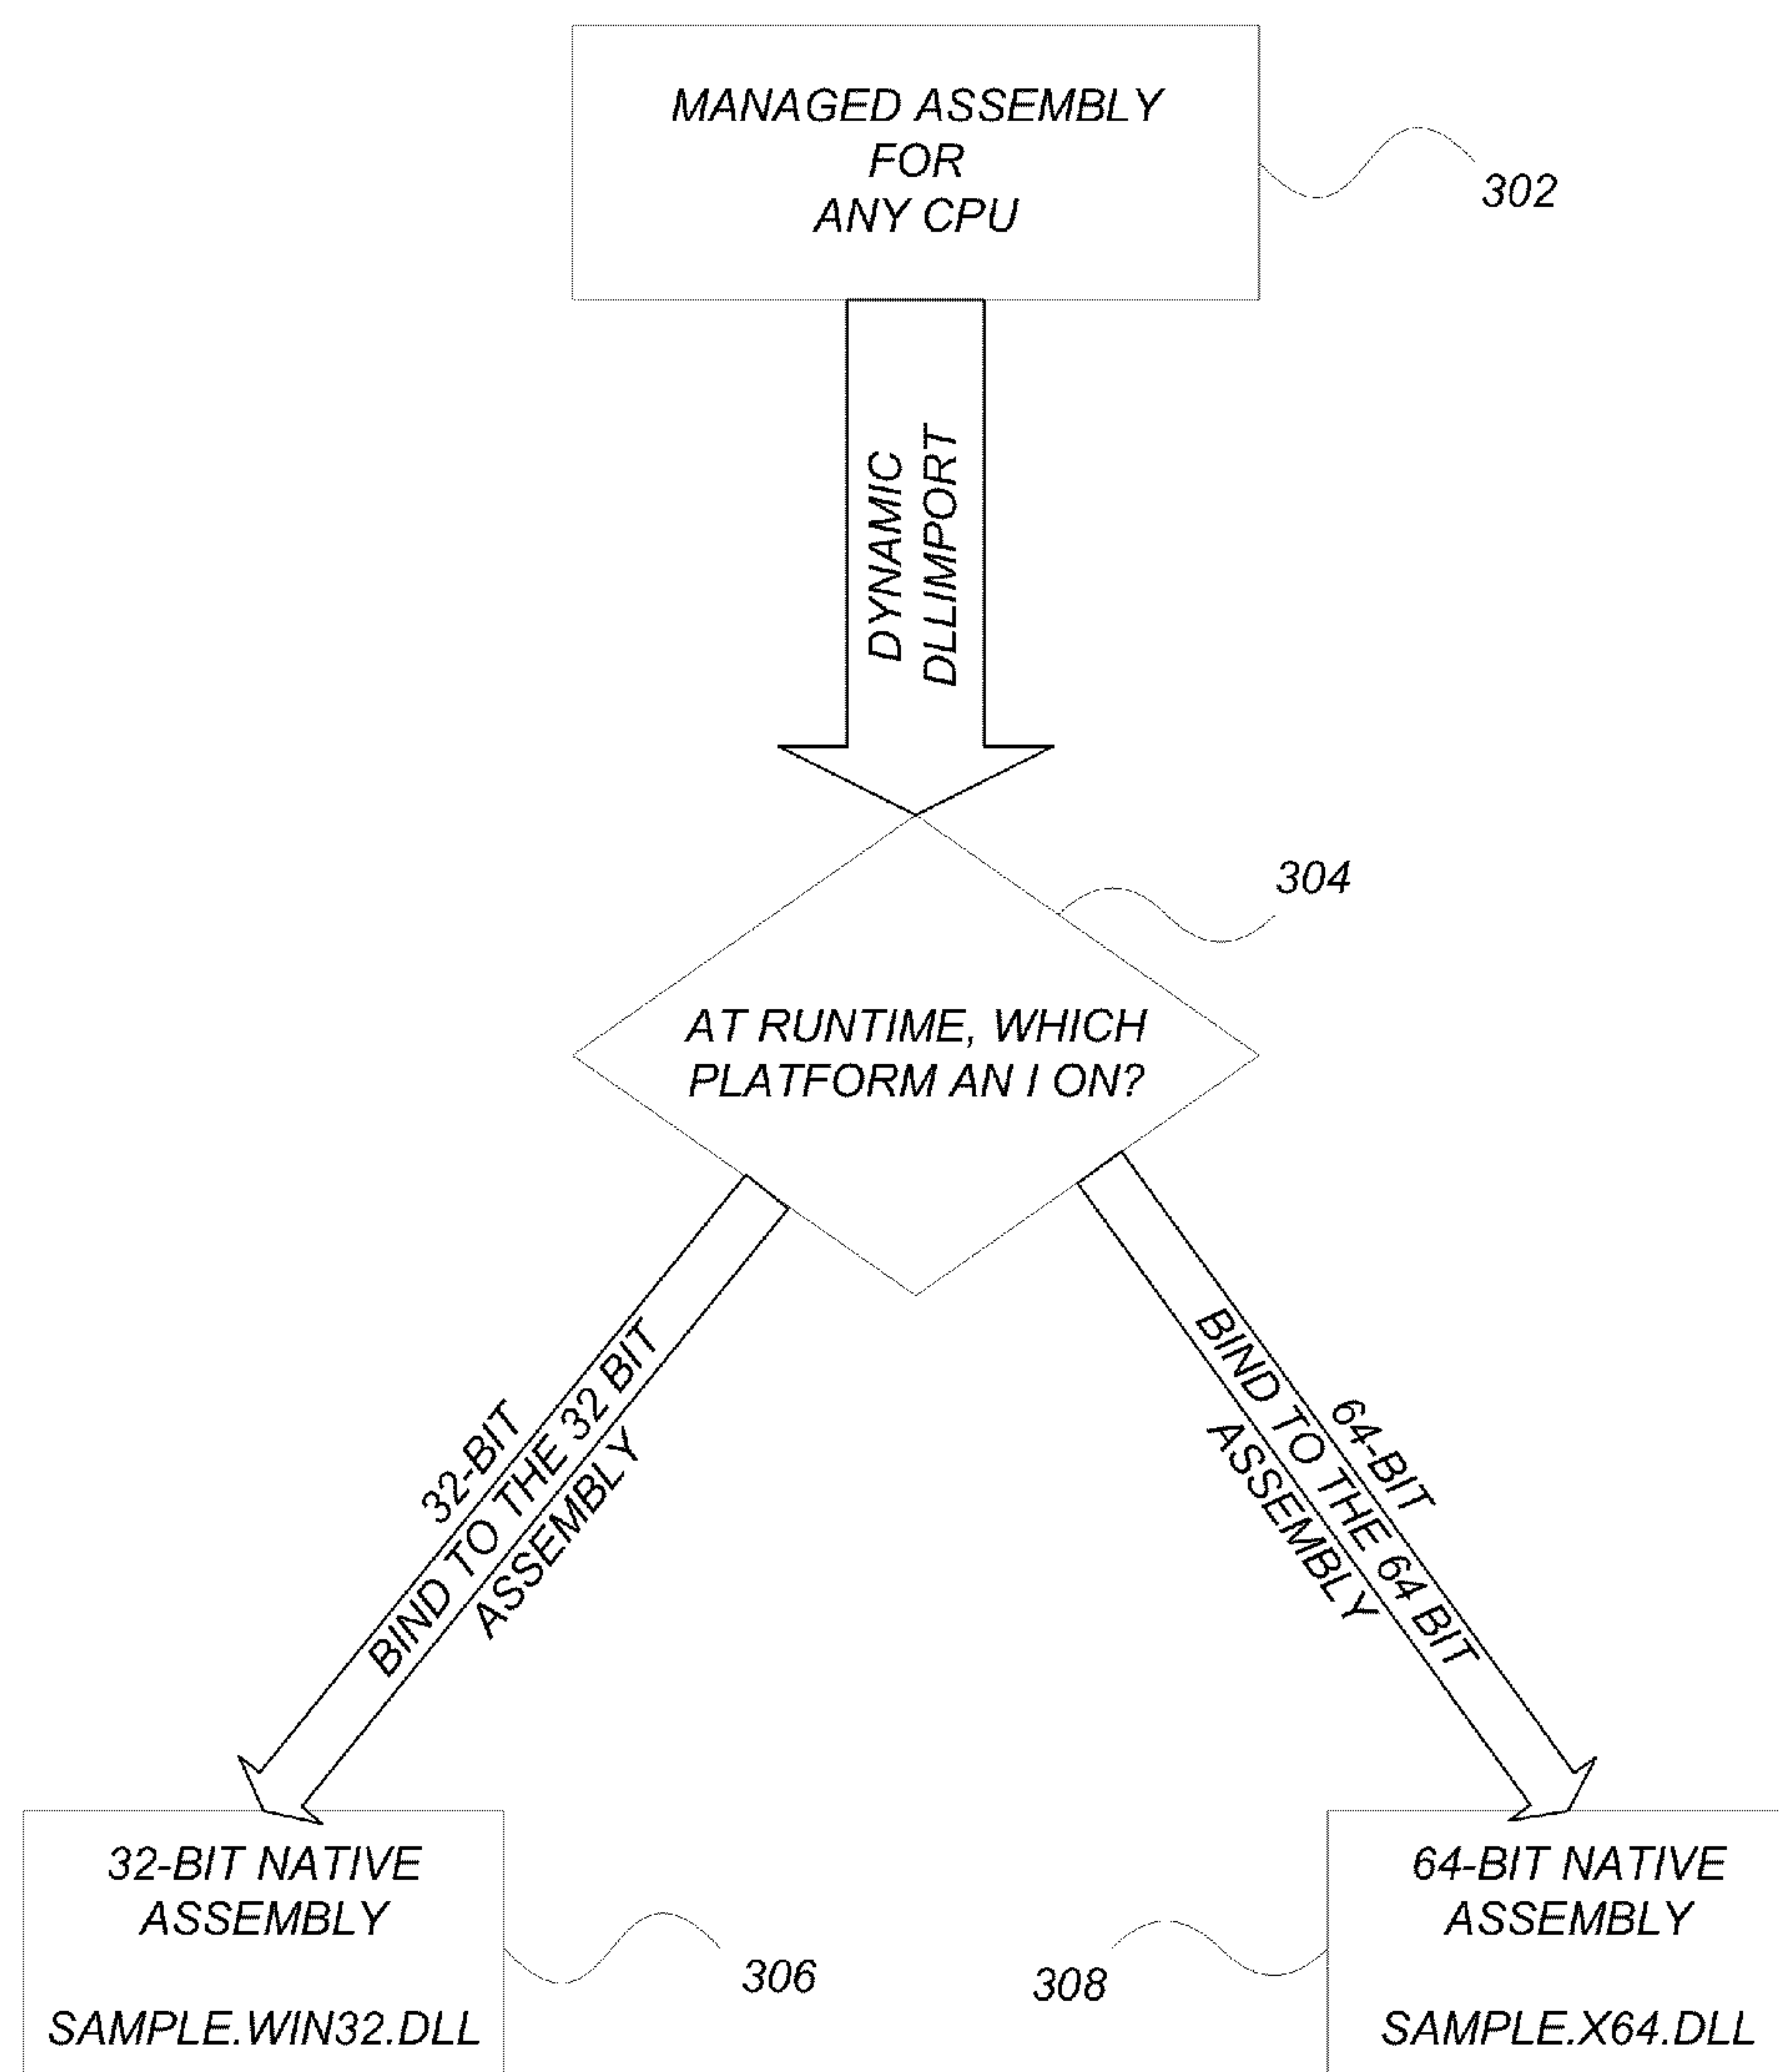 MANAGED ASSEMBLY
FOR
ANY CPU
302
DYNAMIC
DLLIMPORT
304
AT RUNTIME, WHICH
PLATFORM AN I ON?
32-BIT
BIND TO THE 32 BIT
ASSEMBLY
64-BIT
BIND TO THE 64 BIT
ASSEMBLY
32-BIT NATIVE
ASSEMBLY
SAMPLE.WIN32.DLL
306
308
64-BIT NATIVE
ASSEMBLY
SAMPLE.X64.DLL